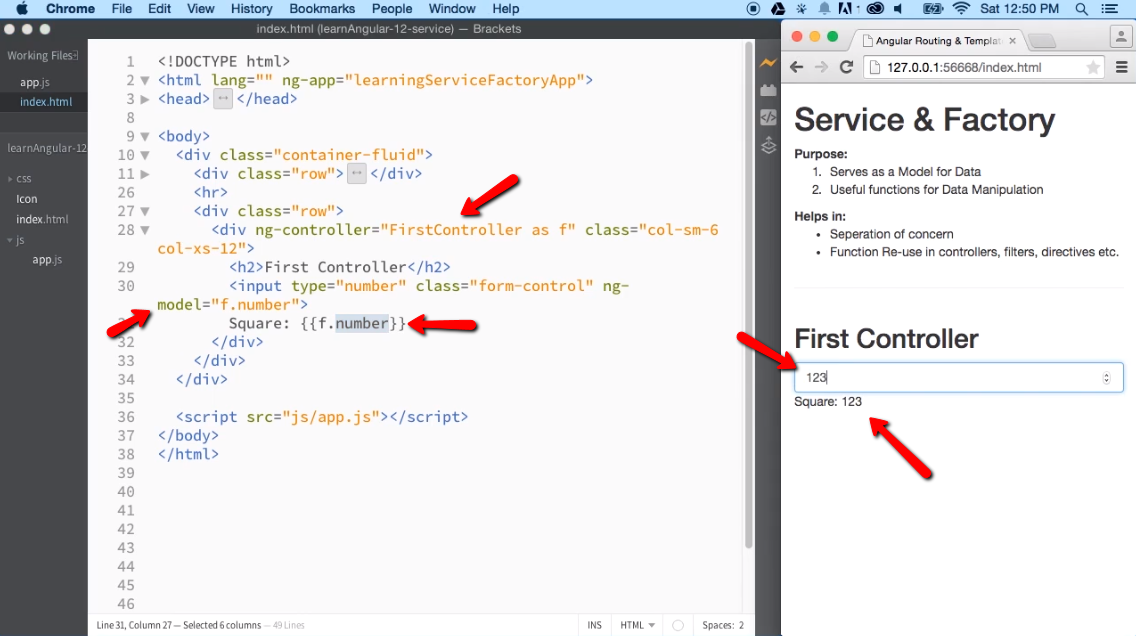 Chrome File Edit View History Bookmarks People Window Help Sat 12:50 PM
index.html (learnAngular-12-service) — Brackets
Working Files
app.js
index.html
learnAngular-12
css
Icon
index.html
js
app.js
1 <!DOCTYPE html>
2 <html lang="" ng-app="learningServiceFactoryApp">
3 <head> </head>
8
9 <body>
10 <div class="container-fluid">
11 <div class="row"> </div>
26 <hr>
27 <div class="row">
28 <div ng-controller="FirstController as f" class="col-sm-6
col-xs-12">
29 <h2>First Controller</h2>
30 <input type="number" class="form-control" ng-
model="f.number">
Square: {{f.number}}
32 </div>
33 </div>
34 </div>
35
36 <script src="js/app.js"></script>
37 </body>
38 </html>
39
40
41
42
43
44
45
46
Line 31, Column 27 — Selected 6 columns — 49 Lines
INS HTML Spaces: 2
Angular Routing & Templat
127.0.0.1:56668/index.html
Service & Factory
Purpose:
1. Serves as a Model for Data
2. Useful functions for Data Manipulation
Helps in:
• Seperation of concern
• Function Re-use in controllers, filters, directives etc.
First Controller
123
Square: 123